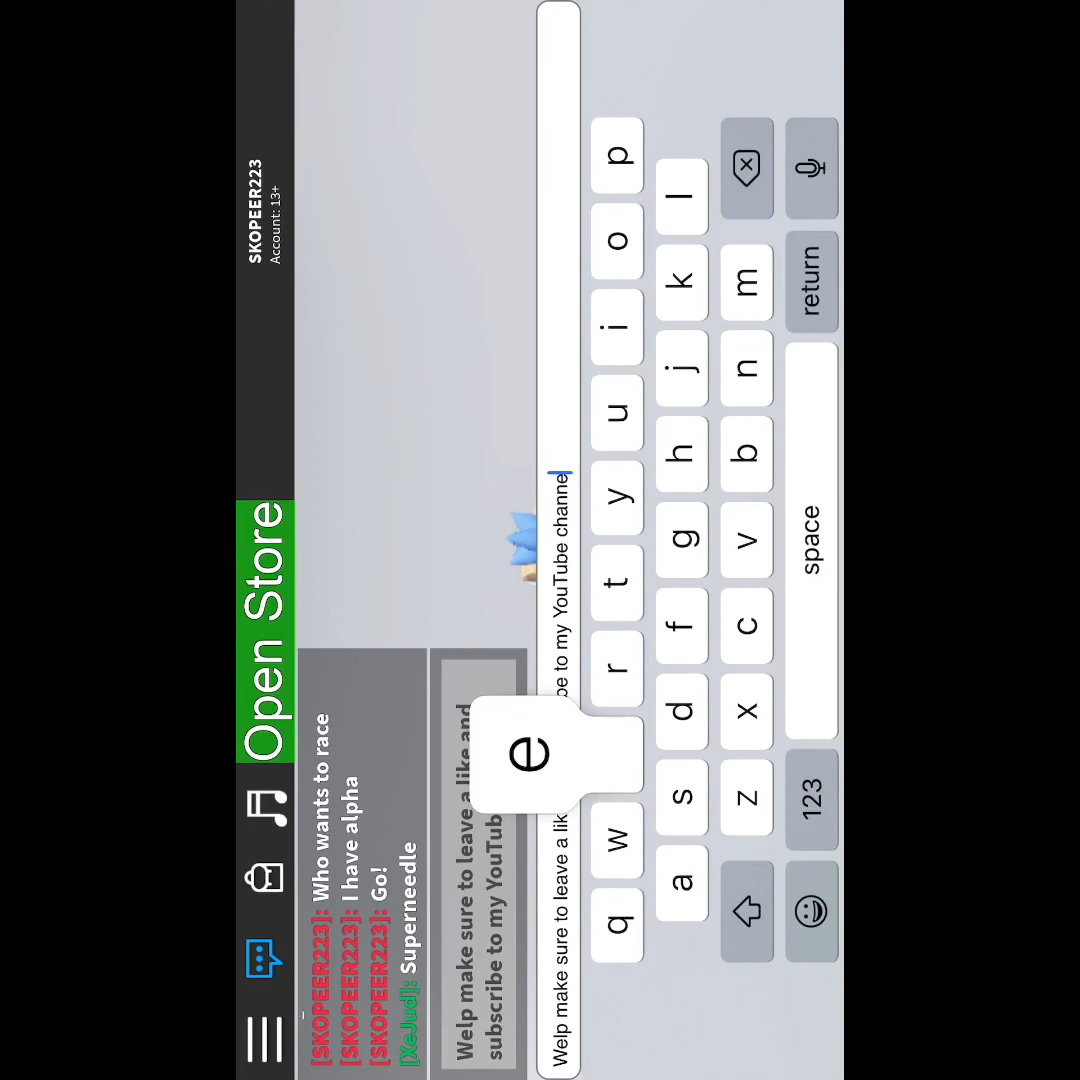 SKOPEER223
Account: 13+
Open Store
[SKOPEER223]: Who wants to race
[SKOPEER223]: I have alpha
[SKOPEER223]: Go!
[XeJud]: Superneedle
Welp make sure to leave a like and
subscribe to my YouTub
Welp make sure to leave a lik be to my YouTube channe
e
q w r t y u i o p
a s d f g h j k l
z x c v b n m
123 space return